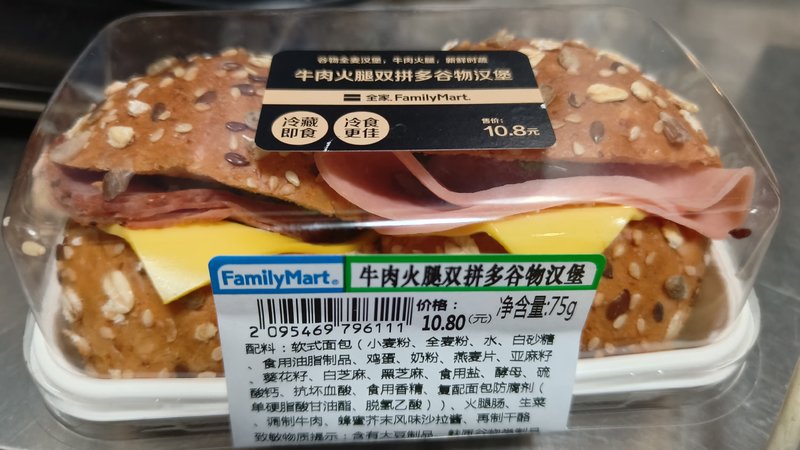 谷物全麦汉堡，牛肉火腿，新鲜时蔬
牛肉火腿双拼多谷物汉堡
全家 FamilyMart
冷藏
即食
冷食
更佳
售价：
10.8元
FamilyMart
牛肉火腿双拼多谷物汉堡
2 095469 796111
价格：
10.80(元)
净含量:75g
配料：软式面包（小麦粉、全麦粉、水、白砂糖
、食用油脂制品、鸡蛋、奶粉、燕麦片、亚麻籽
、葵花籽、白芝麻、黑芝麻、食用盐、酵母、硫
酸钙、抗坏血酸、食用香精、复配面包防腐剂（
单硬脂酸甘油酯、脱氢乙酸））、火腿肠、生菜
、调制牛肉、蜂蜜芥末风味沙拉酱、再制干酪
致敏物质提示：含有大豆制品、麸质谷物类制品